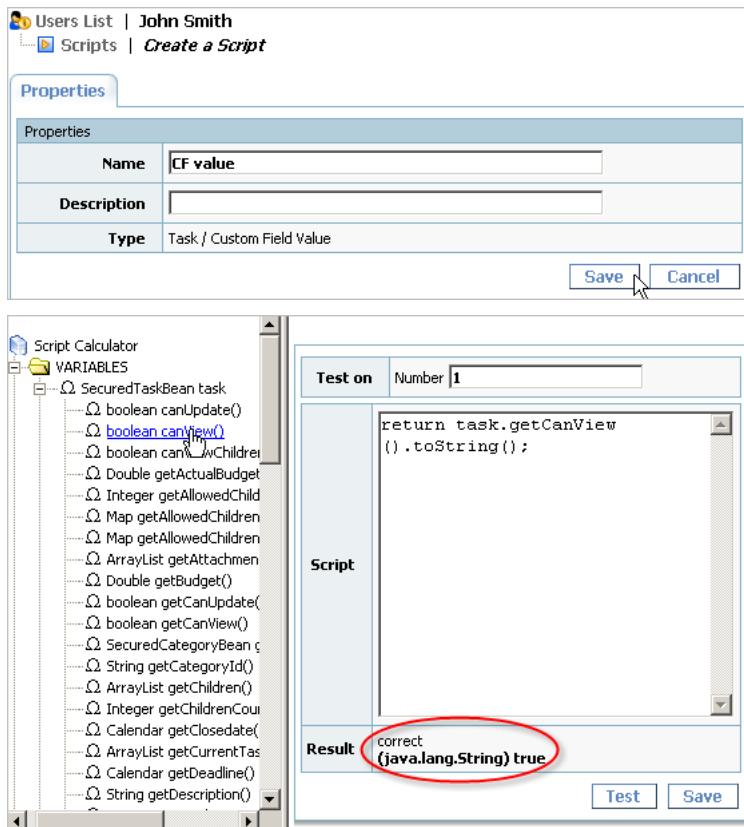 Users List | John Smith
Scripts | Create a Script
Properties
Properties
Name CF value
Description
Type Task / Custom Field Value
Save Cancel
Script Calculator
VARIABLES
Ω SecuredTaskBean task
Ω boolean canUpdate()
Ω boolean canView()
Ω boolean
Ω Double getActualBudget
Ω Integer getAllowedChild
Ω Map getAllowedChildren
Ω Map getAllowedChildren
Ω ArrayList getAttachmen
Ω Double getBudget()
Ω boolean getCanUpdate(
Ω boolean getCanView()
Ω SecuredCategoryBean g
Ω String getCategoryId()
Ω ArrayList getChildren()
Ω Integer getChildrenCou
Ω Calendar getClosedate(
Ω ArrayList getCurrentTas
Ω Calendar getDeadline()
Ω String getDescription()
Test on Number 1
Script
return task.getCanView
().toString();
Result correct
(java.lang.String) true
Test Save